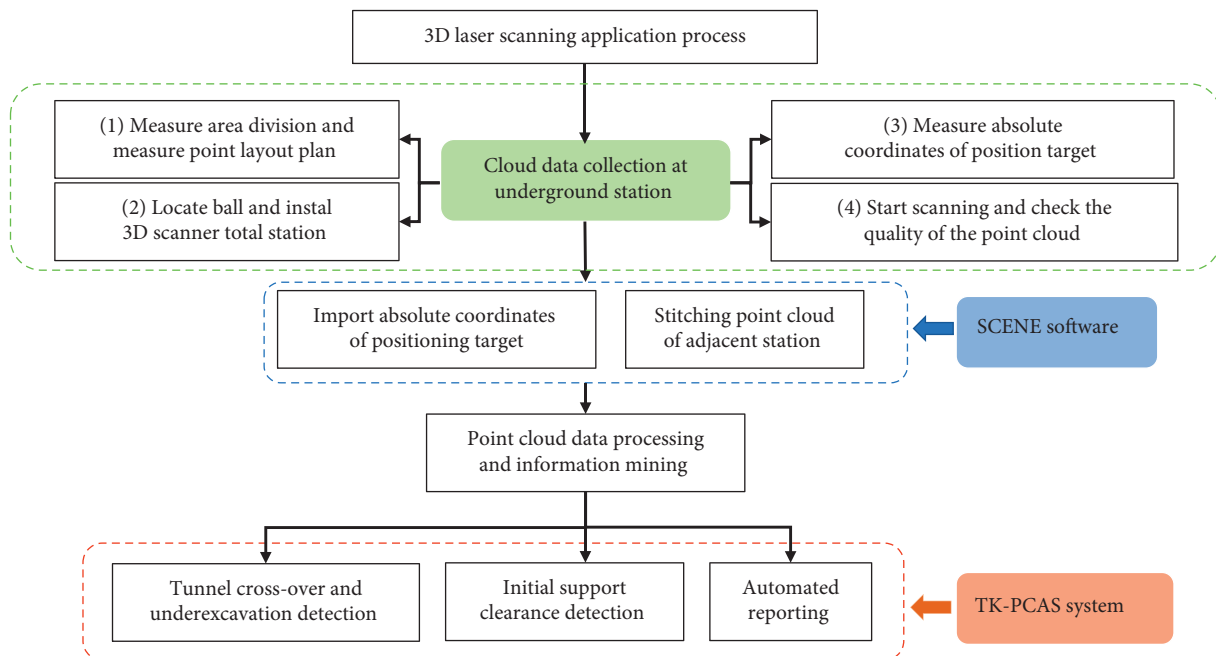 3D laser scanning application process
(1) Measure area division and
measure point layout plan
(2) Locate ball and instal
3D scanner total station
Cloud data collection at
underground station
(3) Measure absolute
coordinates of position target
(4) Start scanning and check the
quality of the point cloud
Import absolute coordinates
of positioning target
Stitching point cloud
of adjacent station
SCENE software
Point cloud data processing
and information mining
Tunnel cross-over and
underexcavation detection
Initial support
clearance detection
Automated
reporting
TK-PCAS system